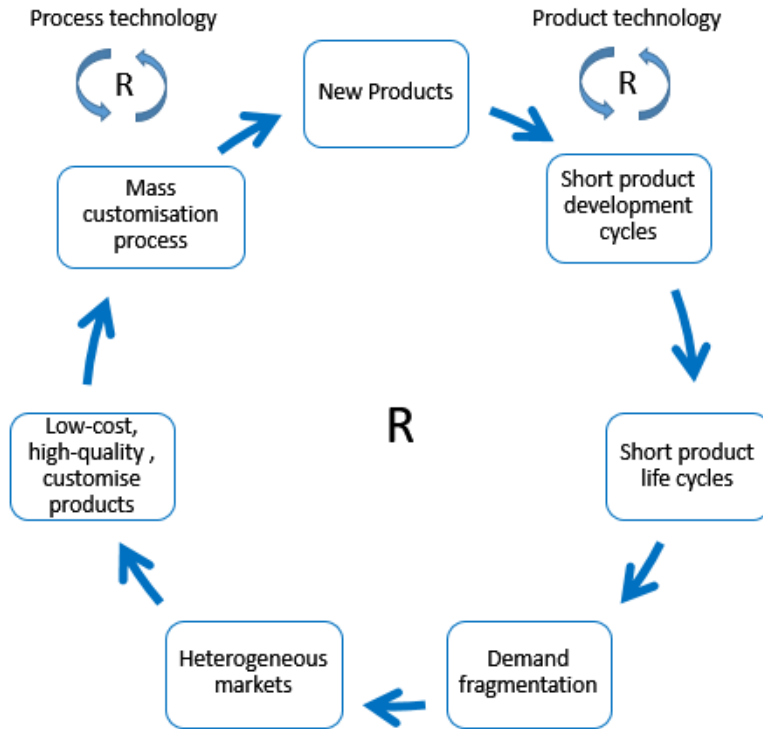 Process technology
R
Product technology
R
New Products
Short product
development
cycles
Mass
customisation
process
R
Short product
life cycles
Low-cost,
high-quality ,
customise
products
Demand
fragmentation
Heterogeneous
markets